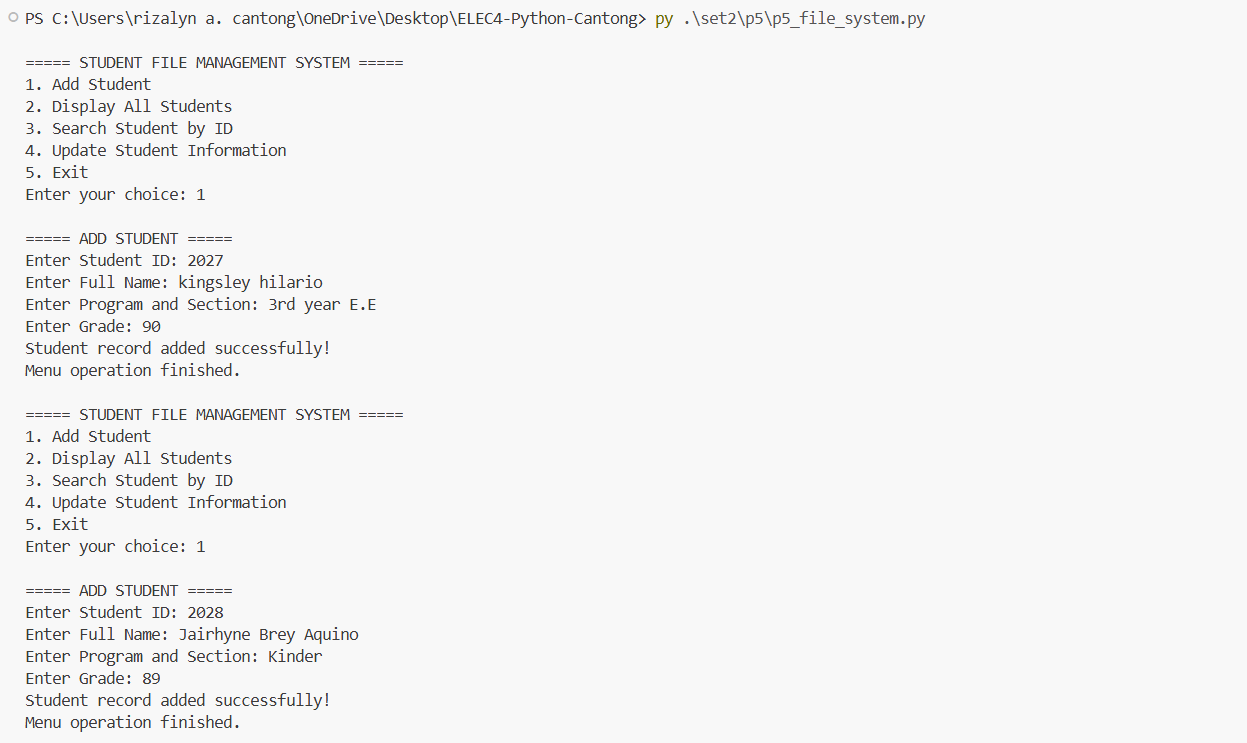 PS C:\Users\rizalyn a. cantong\OneDrive\Desktop\ELEC4-Python-Cantong> py .\set2\p5\p5_file_system.py
===== STUDENT FILE MANAGEMENT SYSTEM =====
1. Add Student
2. Display All Students
3. Search Student by ID
4. Update Student Information
5. Exit
Enter your choice: 1
===== ADD STUDENT =====
Enter Student ID: 2027
Enter Full Name: kingsley hilario
Enter Program and Section: 3rd year E.E
Enter Grade: 90
Student record added successfully!
Menu operation finished.
===== STUDENT FILE MANAGEMENT SYSTEM =====
1. Add Student
2. Display All Students
3. Search Student by ID
4. Update Student Information
5. Exit
Enter your choice: 1
===== ADD STUDENT =====
Enter Student ID: 2028
Enter Full Name: Jairhyne Brey Aquino
Enter Program and Section: Kinder
Enter Grade: 89
Student record added successfully!
Menu operation finished.